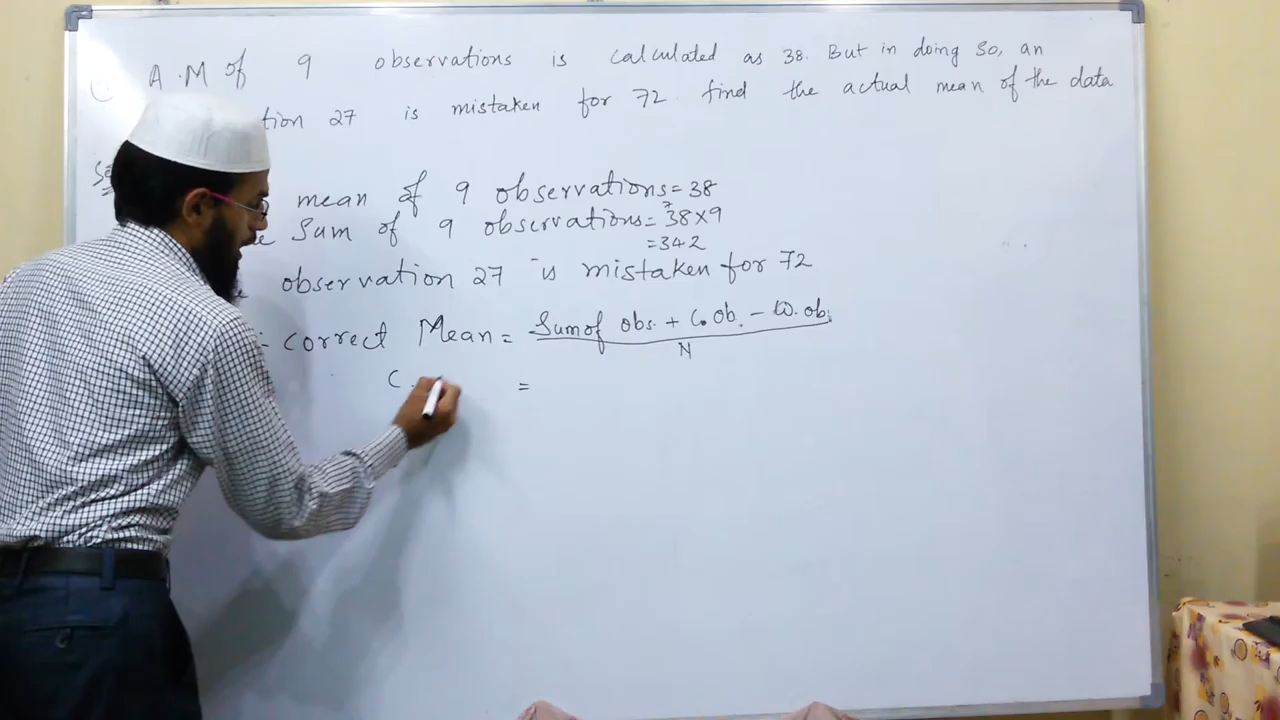 A.M of 9 observations is calculated as 38. But in doing so, an
tion 27 is mistaken for 72 find the actual mean of the data
mean of 9 observations = 38
Sum of 9 observations = 38×9
= 342
observation 27 is mistaken for 72
correct Mean = Sum of obs. + C. Ob. - W. ob.
N
C. =